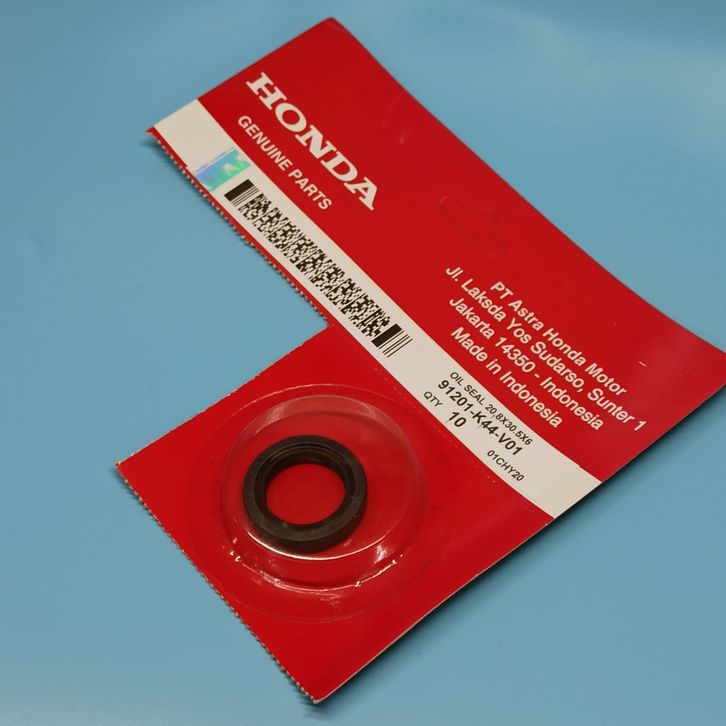 HONDA
GENUINE PARTS
PT Astra Honda Motor
Jl. Laksda Yos Sudarso, Sunter 1
Jakarta 14350 - Indonesia
Made in Indonesia
OIL SEAL 20,8X30,5X6
91201-K44-V01
QTY 10
01CHY20